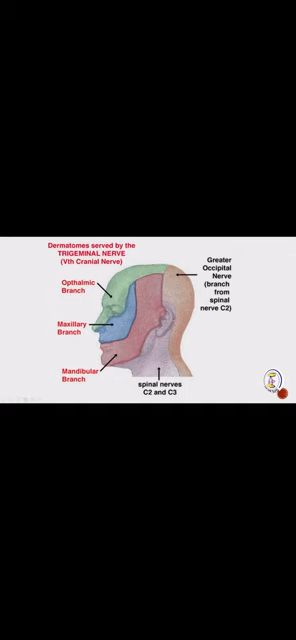 Dermatomes served by the
TRIGEMINAL NERVE
(Vth Cranial Nerve)
Opthalmic
Branch
Maxillary
Branch
Mandibular
Branch
Greater
Occipital
Nerve
(branch
from
spinal
nerve C2)
spinal nerves
C2 and C3